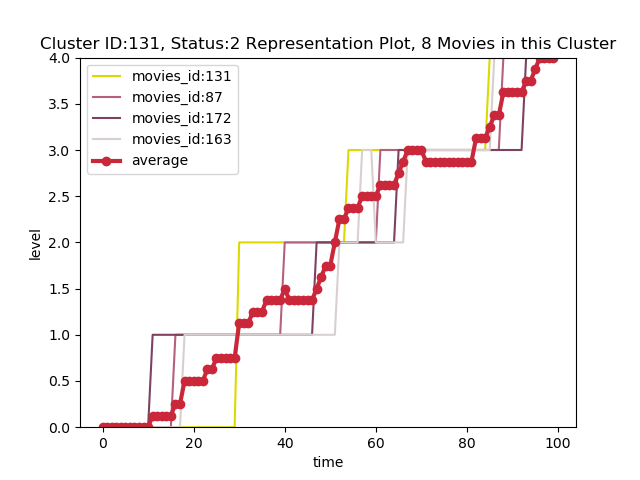 Cluster ID:131, Status:2 Representation Plot, 8 Movies in this Cluster
movies_id:131
movies_id:87
movies_id:172
movies_id:163
average
level
4.0
3.5
3.0
2.5
2.0
1.5
1.0
0.5
0.0
0 20 40 60 80 100
time